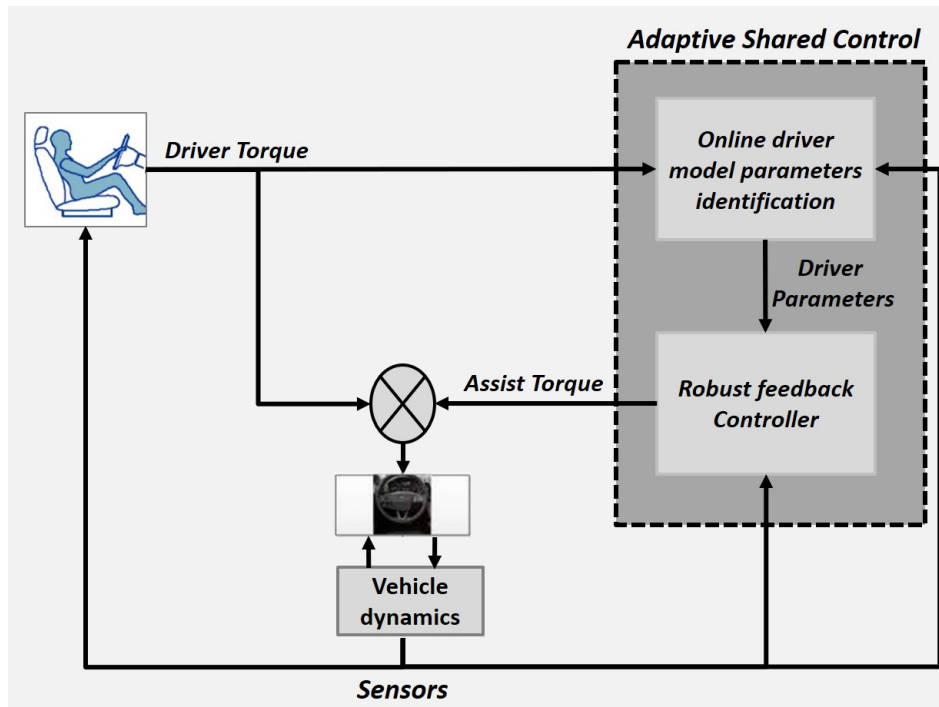 Adaptive Shared Control
Driver Torque
Online driver
model parameters
identification
Driver
Parameters
Assist Torque
Robust feedback
Controller
Vehicle
dynamics
Sensors